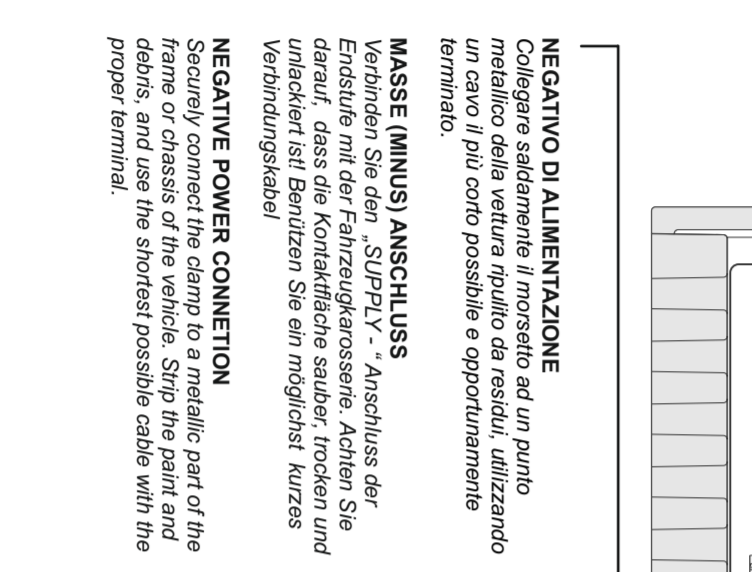 NEGATIVO DI ALIMENTAZIONE
Collegare saldamente il morsetto ad un punto
metallico della vettura ripulito da residui, utilizzando
un cavo il più corto possibile e opportunamente
terminato.
MASSE (MINUS) ANSCHLUSS
Verbinden Sie den „SUPPLY - “ Anschluss der
Endstufe mit der Fahrzeugkarosserie. Achten Sie
darauf, dass die Kontaktfläche sauber, trocken und
unlackiert ist! Benützen Sie ein möglichst kurzes
Verbindungskabel
NEGATIVE POWER CONNETION
Securely connect the clamp to a metallic part of the
frame or chassis of the vehicle. Strip the paint and
debris, and use the shortest possible cable with the
proper terminal.